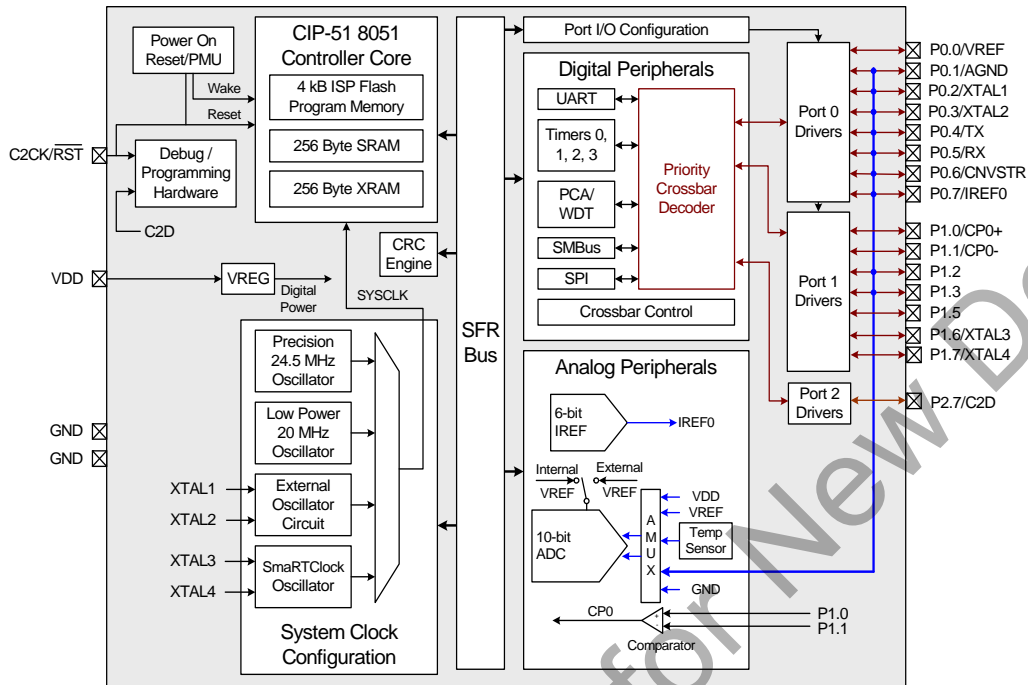 Power On
Reset/PMU
Wake
Reset
C2CK/RST
Debug /
Programming
Hardware
C2D
VDD
VREG
Digital
Power
GND
GND
XTAL1
XTAL2
XTAL3
XTAL4
CIP-51 8051
Controller Core
4 kB ISP Flash
Program Memory
256 Byte SRAM
256 Byte XRAM
CRC
Engine
SYSCLK
Precision
24.5 MHz
Oscillator
Low Power
20 MHz
Oscillator
External
Oscillator
Circuit
SmaRTClock
Oscillator
System Clock
Configuration
SFR
Bus
Port I/O Configuration
Digital Peripherals
UART
Timers 0,
1, 2, 3
PCA/
WDT
SMBus
SPI
Priority
Crossbar
Decoder
Crossbar Control
Analog Peripherals
6-bit
IREF
IREF0
Internal
VREF
External
VREF
10-bit
ADC
A
M
U
X
VDD
VREF
Temp
Sensor
GND
CP0
+
-
Comparator
P1.0
P1.1
Port 0
Drivers
Port 1
Drivers
Port 2
Drivers
P0.0/VREF
P0.1/AGND
P0.2/XTAL1
P0.3/XTAL2
P0.4/TX
P0.5/RX
P0.6/CNVSTR
P0.7/IREF0
P1.0/CP0+
P1.1/CP0-
P1.2
P1.3
P1.5
P1.6/XTAL3
P1.7/XTAL4
P2.7/C2D
for New De